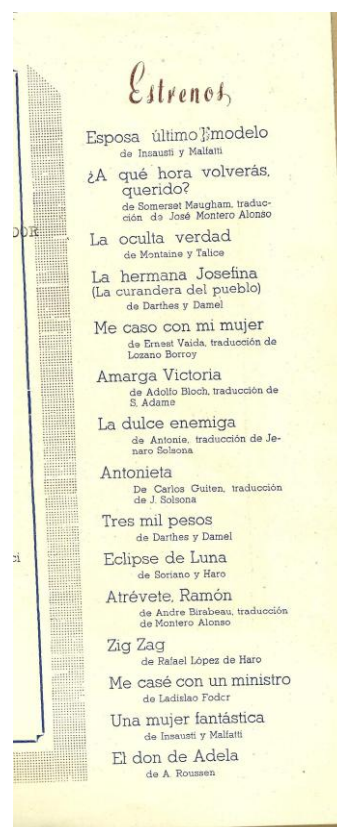 Estrenos
Esposa último modelo
de Insausti y Malfatti
¿A qué hora volverás,
querido?
de Somerset Maugham, traduc-
ción de José Montero Alonso
DOR
La oculta verdad
de Montaine y Talice
La hermana Josefina
(La curandera del pueblo)
de Darthes y Damel
Me caso con mi mujer
de Ernest Vaida, traducción de
Lozano Borroy
Amarga Victoria
de Adolfo Bloch, traducción de
S. Adame
La dulce enemiga
de Antonie, traducción de Je-
naro Solsona
Antonieta
De Carlos Guiten, traducción
de J. Solsona
Tres mil pesos
de Darthes y Damel
ci
Eclipse de Luna
de Soriano y Haro
Atrévete, Ramón
de Andre Birabeau, traducción
de Montero Alonso
Zig Zag
de Rafael López de Haro
Me casé con un ministro
de Ladislao Fodor
Una mujer fantástica
de Insausti y Malfatti
El don de Adela
de A. Roussen